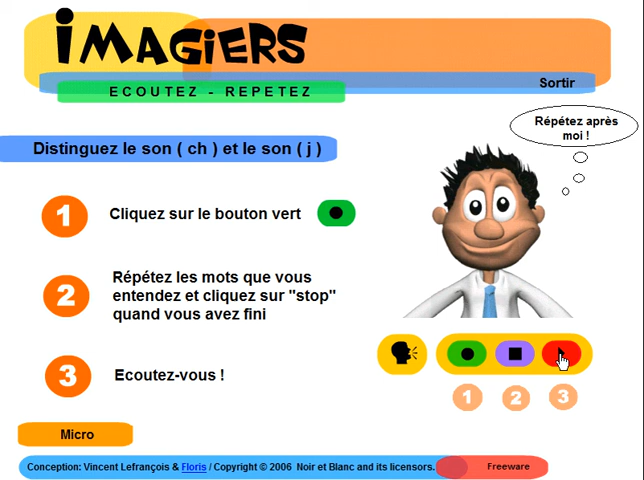 iMAGiERS
ECOUTEZ - REPETEZ
Sortir
Répétez après
moi !
Distinguez le son ( ch ) et le son ( j )
1
Cliquez sur le bouton vert
2
Répétez les mots que vous
entendez et cliquez sur "stop"
quand vous avez fini
3
Ecoutez-vous !
1 2 3
Micro
Conception: Vincent Lefrançois & Floris / Copyright © 2006 Noir et Blanc and its licensors.
Freeware